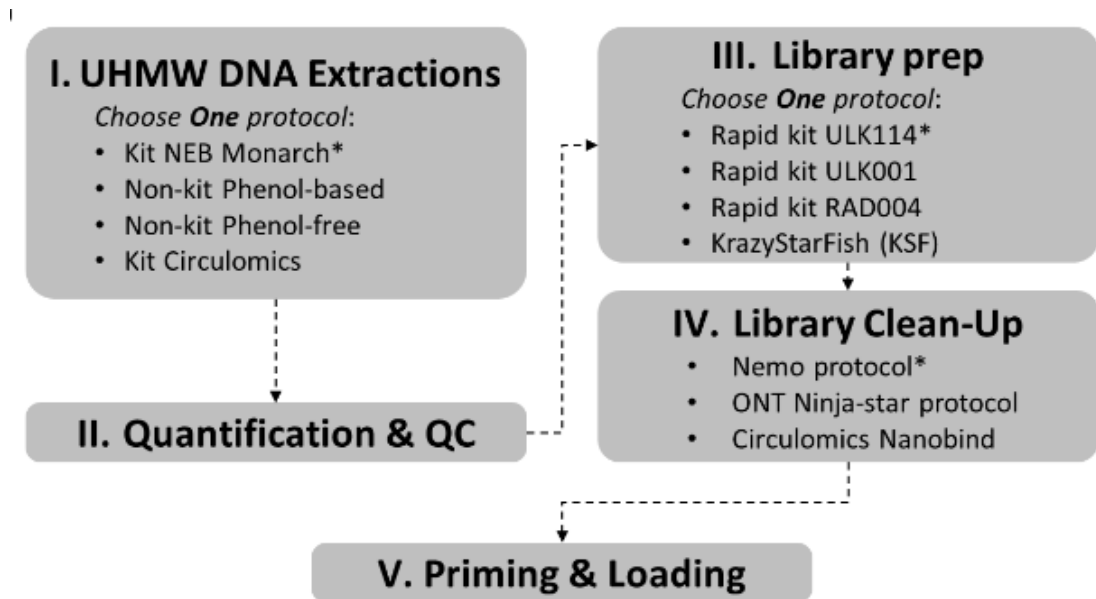 I. UHMW DNA Extractions
Choose One protocol:
• Kit NEB Monarch*
• Non-kit Phenol-based
• Non-kit Phenol-free
• Kit Circulomics
II. Quantification & QC
III. Library prep
Choose One protocol:
• Rapid kit ULK114*
• Rapid kit ULK001
• Rapid kit RAD004
• KrazyStarFish (KSF)
IV. Library Clean-Up
• Nemo protocol*
• ONT Ninja-star protocol
• Circulomics Nanobind
V. Priming & Loading